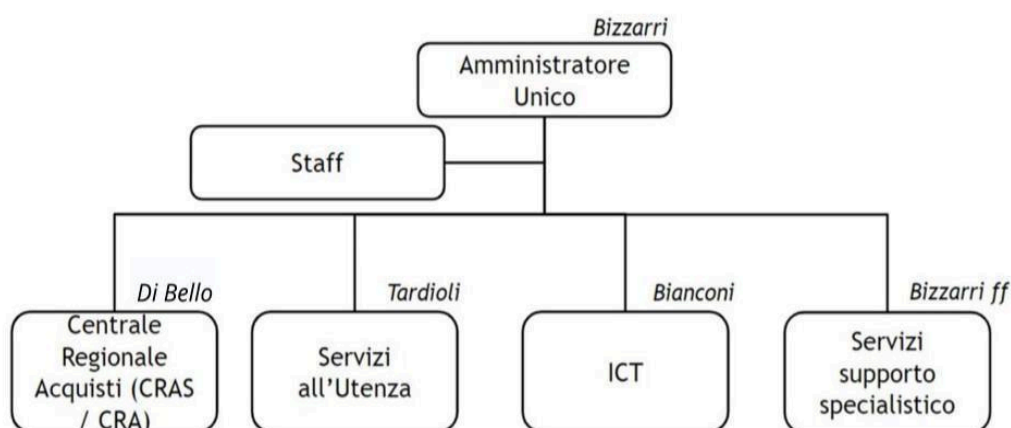 Bizzarri
Amministratore
Unico
Staff
Di Bello
Centrale
Regionale
Acquisti (CRAS
/ CRA)
Tardioli
Servizi
all'Utenza
Bianconi
ICT
Bizzarri ff
Servizi
supporto
specialistico